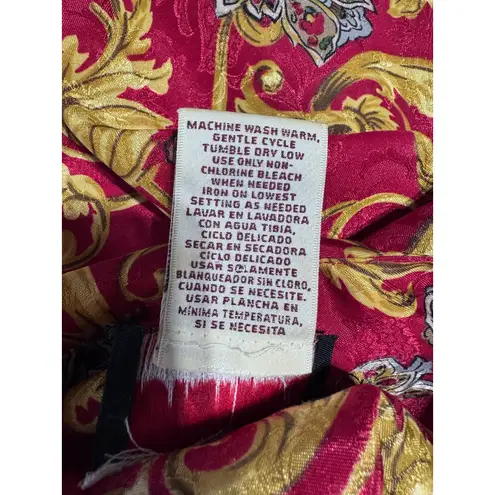 MACHINE WASH WARM,
GENTLE CYCLE
TUMBLE DRY LOW
USE ONLY NON-
CHLORINE BLEACH
WHEN NEEDED
IRON ON LOWEST
SETTING AS NEEDED
LAVAR EN LAVADORA
CON AGUA TIBIA,
CICLO DELICADO
SECAR EN SECADORA
CICLO DELICADO
USAR SOLAMENTE
BLANQUEADOR SIN CLORO,
CUANDO SE NECESITE.
USAR PLANCHA EN
MÍNIMA TEMPERATURA,
SI SE NECESITE